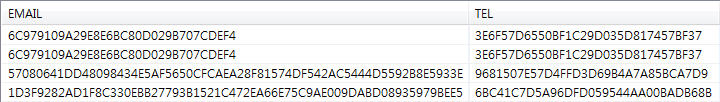 EMAIL TEL
6C979109A29E8E6BC80D029B707CDEF4 3E6F57D6550BF1C29D035D817457BF37
6C979109A29E8E6BC80D029B707CDEF4 3E6F57D6550BF1C29D035D817457BF37
57080641DD48098434E5AF5650CFCAEA28F81574DF542AC5444D5592B8E5933E 9681507E57D4FFD3D69B4A7A85BCA7D9
1D3F9282AD1F8C330EBB27793B1521C472EA66E75C9AE009DABD08935979BEE5 6BC41C7D5A96DFD059544AA00BADB68B